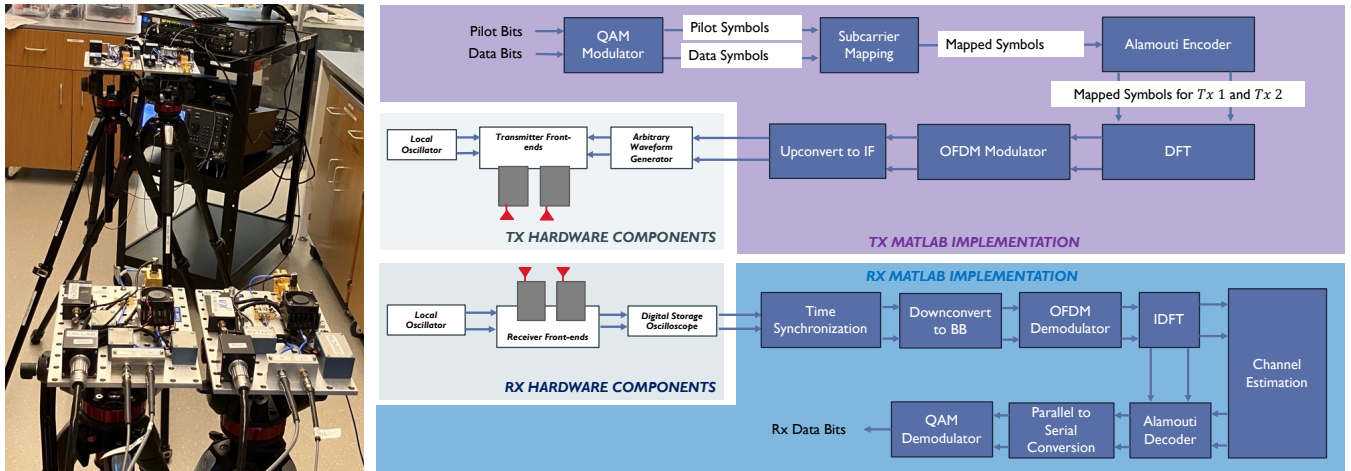 Pilot Bits
Data Bits
QAM
Modulator
Pilot Symbols
Data Symbols
Subcarrier
Mapping
Mapped Symbols
Alamouti Encoder
Mapped Symbols for Tx 1 and Tx 2
Local
Oscillator
Transmitter Front-
ends
Arbitrary
Waveform
Generator
Upconvert to IF
OFDM Modulator
DFT
TX HARDWARE COMPONENTS
TX MATLAB IMPLEMENTATION
RX MATLAB IMPLEMENTATION
Local
Oscillator
Receiver Front-ends
Digital Storage
Oscilloscope
Time
Synchronization
Downconvert
to BB
OFDM
Demodulator
IDFT
Channel
Estimation
RX HARDWARE COMPONENTS
Rx Data Bits
QAM
Demodulator
Parallel to
Serial
Conversion
Alamouti
Decoder